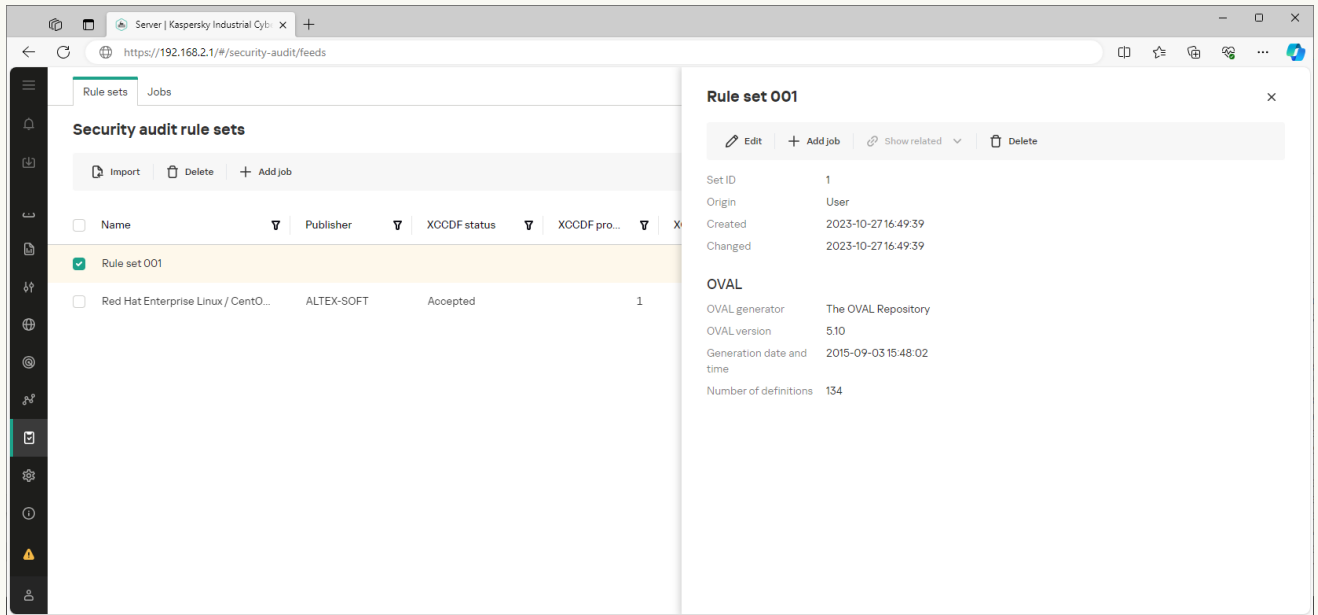 Server | Kaspersky Industrial Cyb
https://192.168.2.1/#/security-audit/feeds
Rule sets Jobs
Security audit rule sets
Import Delete Add job
Name Publisher XCCDF status XCCDF pro... X
Rule set 001
Red Hat Enterprise Linux / CentO... ALTEX-SOFT Accepted 1
Rule set 001
Edit Add job Show related Delete
Set ID 1
Origin User
Created 2023-10-27 16:49:39
Changed 2023-10-27 16:49:39
OVAL
OVAL generator The OVAL Repository
OVAL version 5.10
Generation date and 2015-09-03 15:48:02
time
Number of definitions 134